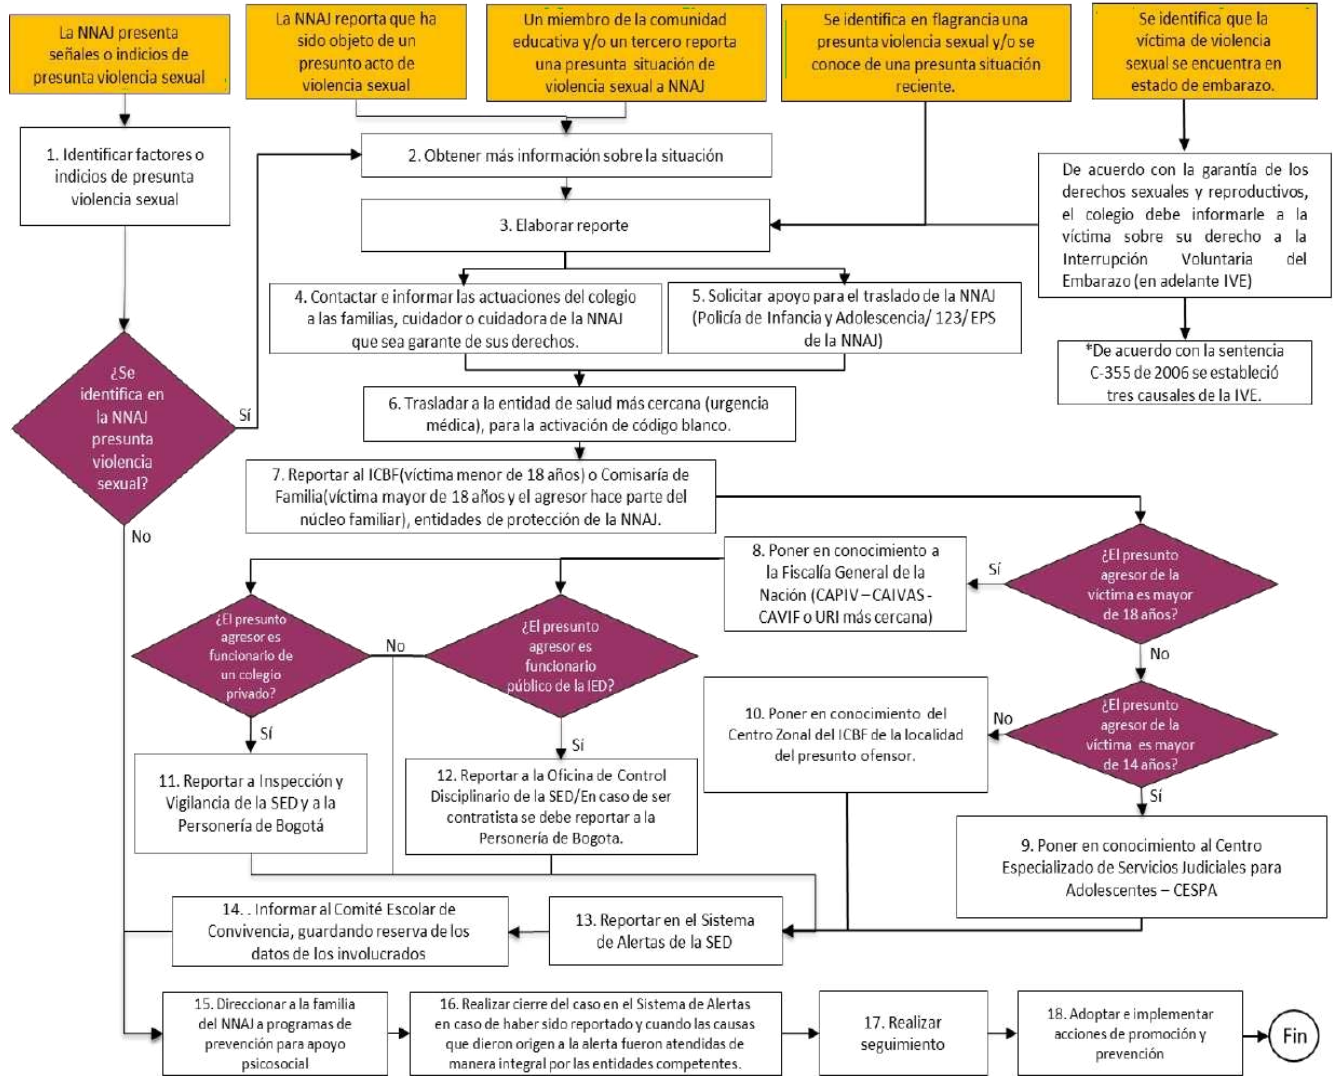 La NNAJ presenta
señales o indicios de
presunta violencia sexual
La NNAJ reporta que ha
sido objeto de un
presunto acto de
violencia sexual
Un miembro de la comunidad
educativa y/o un tercero reporta
una presunta situación de
violencia sexual a NNAJ
Se identifica en flagrancia una
presunta violencia sexual y/o se
conoce de una presunta situación
reciente.
Se identifica que la
víctima de violencia
sexual se encuentra en
estado de embarazo.
1. Identificar factores o
indicios de presunta
violencia sexual
2. Obtener más información sobre la situación
De acuerdo con la garantía de los
derechos sexuales y reproductivos,
el colegio debe informarle a la
víctima sobre su derecho a la
Interrupción Voluntaria del
Embarazo (en adelante IVE)
3. Elaborar reporte
4. Contactar e informar las actuaciones del colegio
a las familias, cuidador o cuidadora de la NNAJ
que sea garante de sus derechos.
5. Solicitar apoyo para el traslado de la NNAJ
(Policía de Infancia y Adolescencia/ 123/ EPS
de la NNAJ)
*De acuerdo con la sentencia
C-355 de 2006 se estableció
tres causales de la IVE.
¿Se
identifica en
la NNAJ
presunta
violencia
sexual?
Sí
No
6. Trasladar a la entidad de salud más cercana (urgencia
médica), para la activación de código blanco.
7. Reportar al ICBF(víctima menor de 18 años) o Comisaría de
Familia(víctima mayor de 18 años y el agresor hace parte del
núcleo familiar), entidades de protección de la NNAJ.
¿El presunto
agresor de la
víctima es mayor
de 18 años?
Sí
No
8. Poner en conocimiento a
la Fiscalía General de la
Nación (CAPIV – CAIVAS -
CAVIF o URI más cercana)
¿El presunto
agresor es
funcionario de
un colegio
privado?
No
Sí
¿El presunto
agresor es
funcionario
público de la IED?
Sí
10. Poner en conocimiento del
Centro Zonal del ICBF de la localidad
del presunto ofensor.
No
¿El presunto
agresor de la
víctima es mayor
de 14 años?
Sí
11. Reportar a Inspección y
Vigilancia de la SED y a la
Personería de Bogotá
12. Reportar a la Oficina de Control
Disciplinario de la SED/En caso de ser
contratista se debe reportar a la
Personería de Bogota.
9. Poner en conocimiento al Centro
Especializado de Servicios Judiciales para
Adolescentes – CESPA
14. . Informar al Comité Escolar de
Convivencia, guardando reserva de los
datos de los involucrados
13. Reportar en el Sistema
de Alertas de la SED
15. Direccionar a la familia
del NNAJ a programas de
prevención para apoyo
psicosocial
16. Realizar cierre del caso en el Sistema de Alertas
en caso de haber sido reportado y cuando las causas
que dieron origen a la alerta fueron atendidas de
manera integral por las entidades competentes.
17. Realizar
seguimiento
18. Adoptar e implementar
acciones de promoción y
prevención
Fin